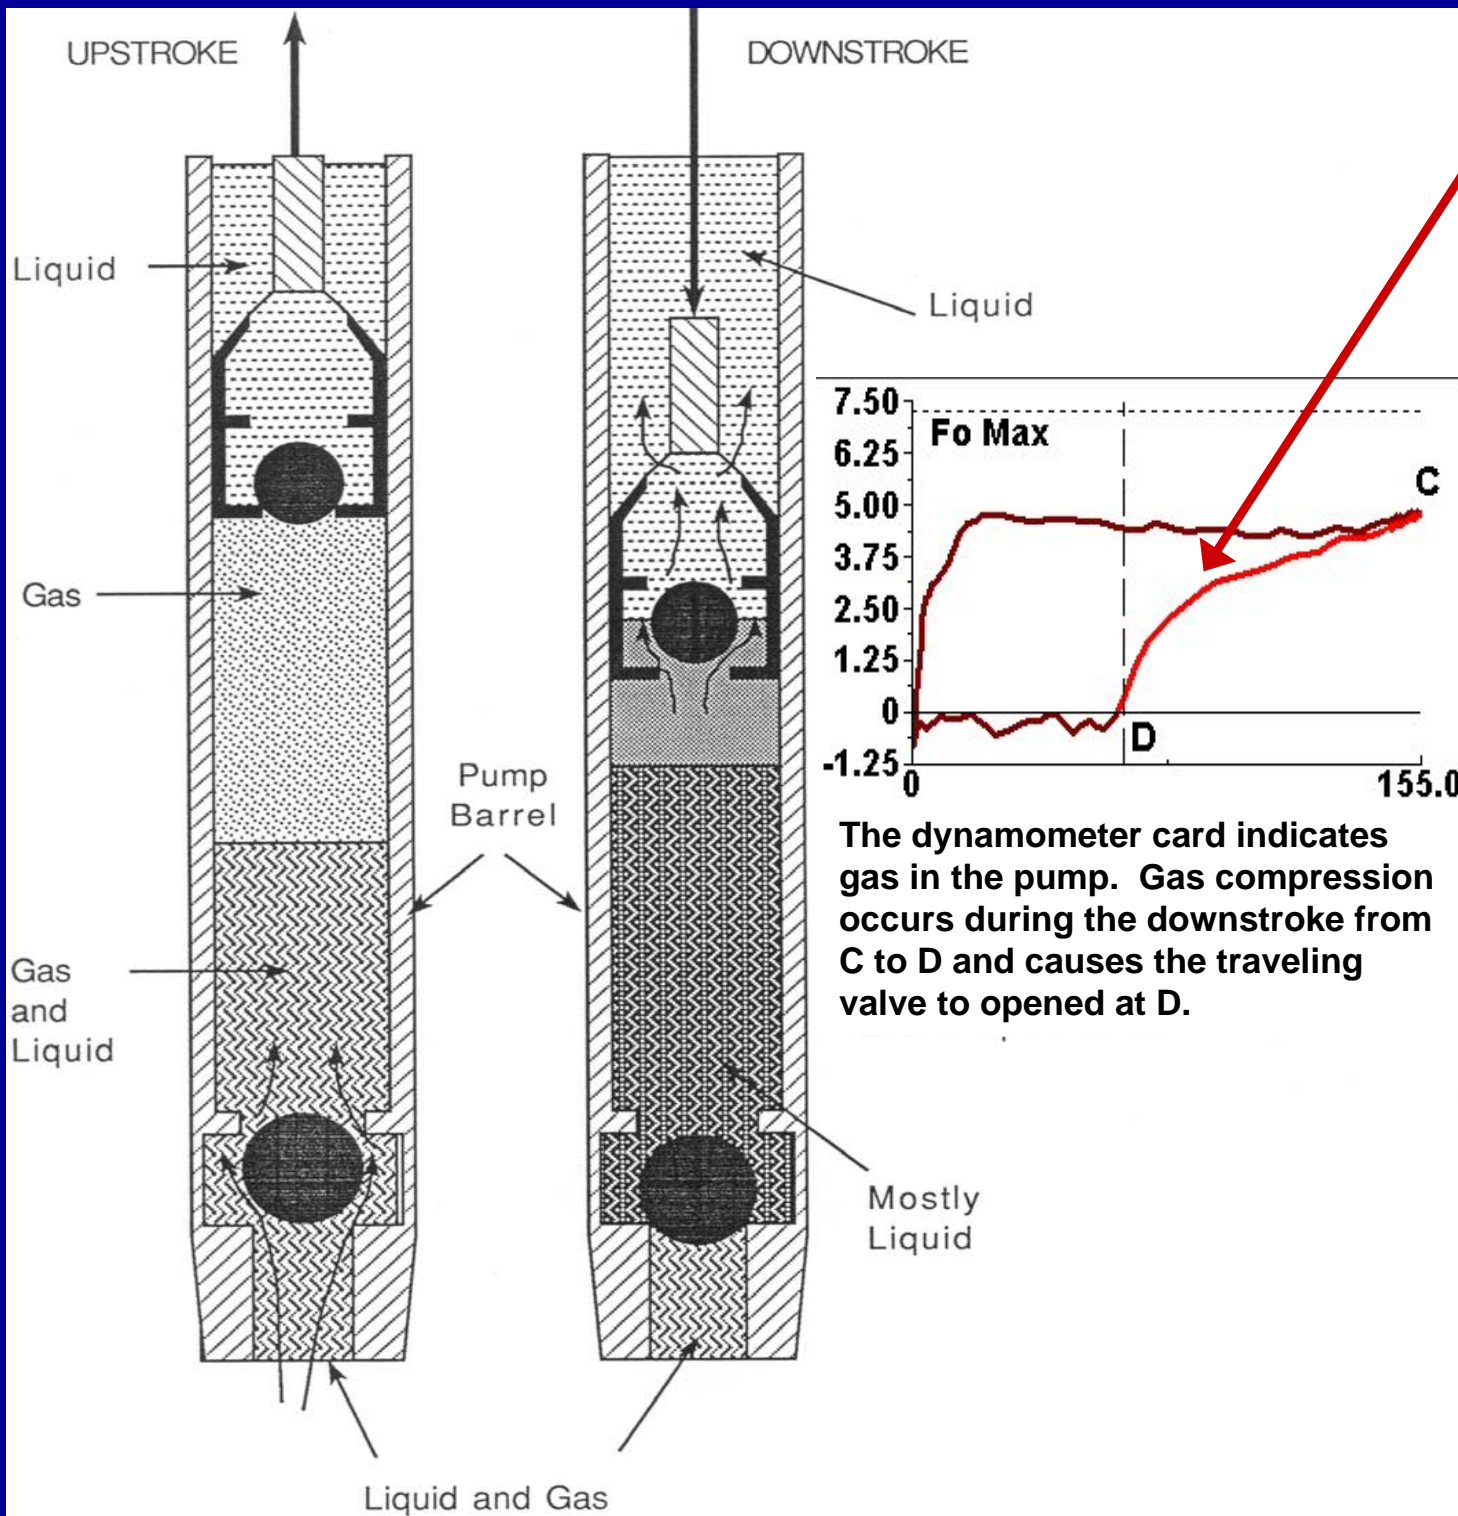 UPSTROKE
DOWNSTROKE
Liquid
Liquid
Gas
7.50
6.25
5.00
3.75
2.50
1.25
0
-1.25
Fo Max
C
D
0
155.0
Pump
Barrel
The dynamometer card indicates
gas in the pump. Gas compression
occurs during the downstroke from
C to D and causes the traveling
valve to opened at D.
Gas
and
Liquid
Mostly
Liquid
Liquid and Gas